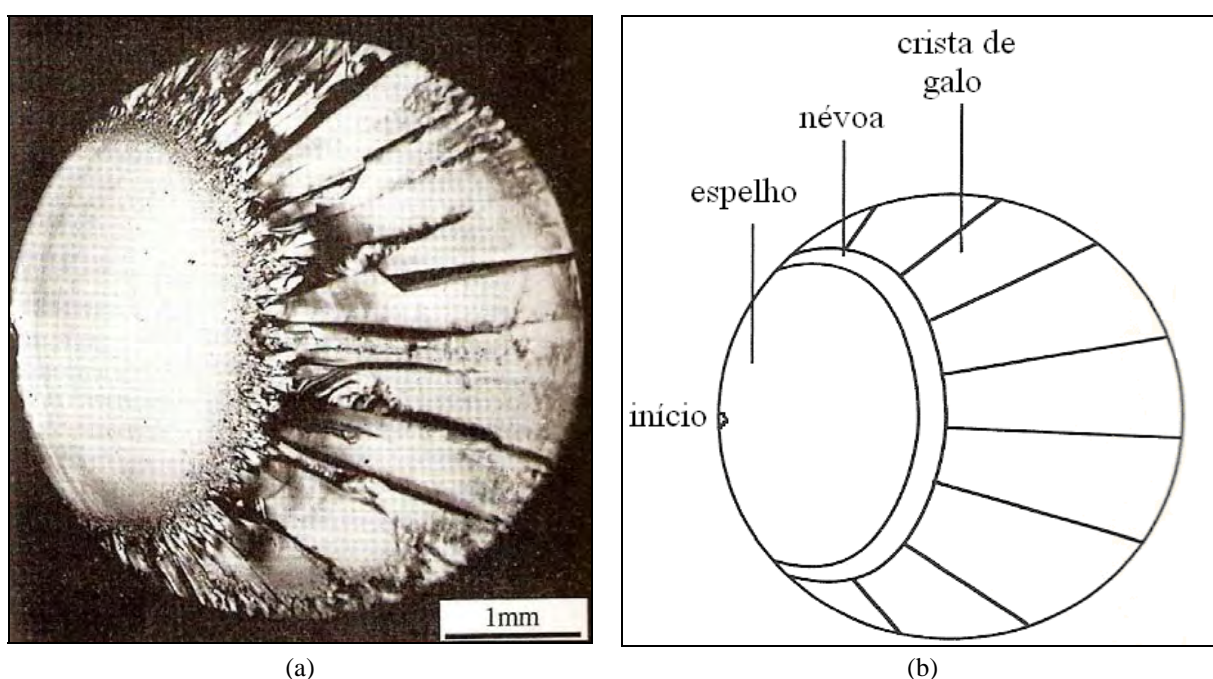 1mm
(a)
crista de
galo
névoa
espelho
início
(b)